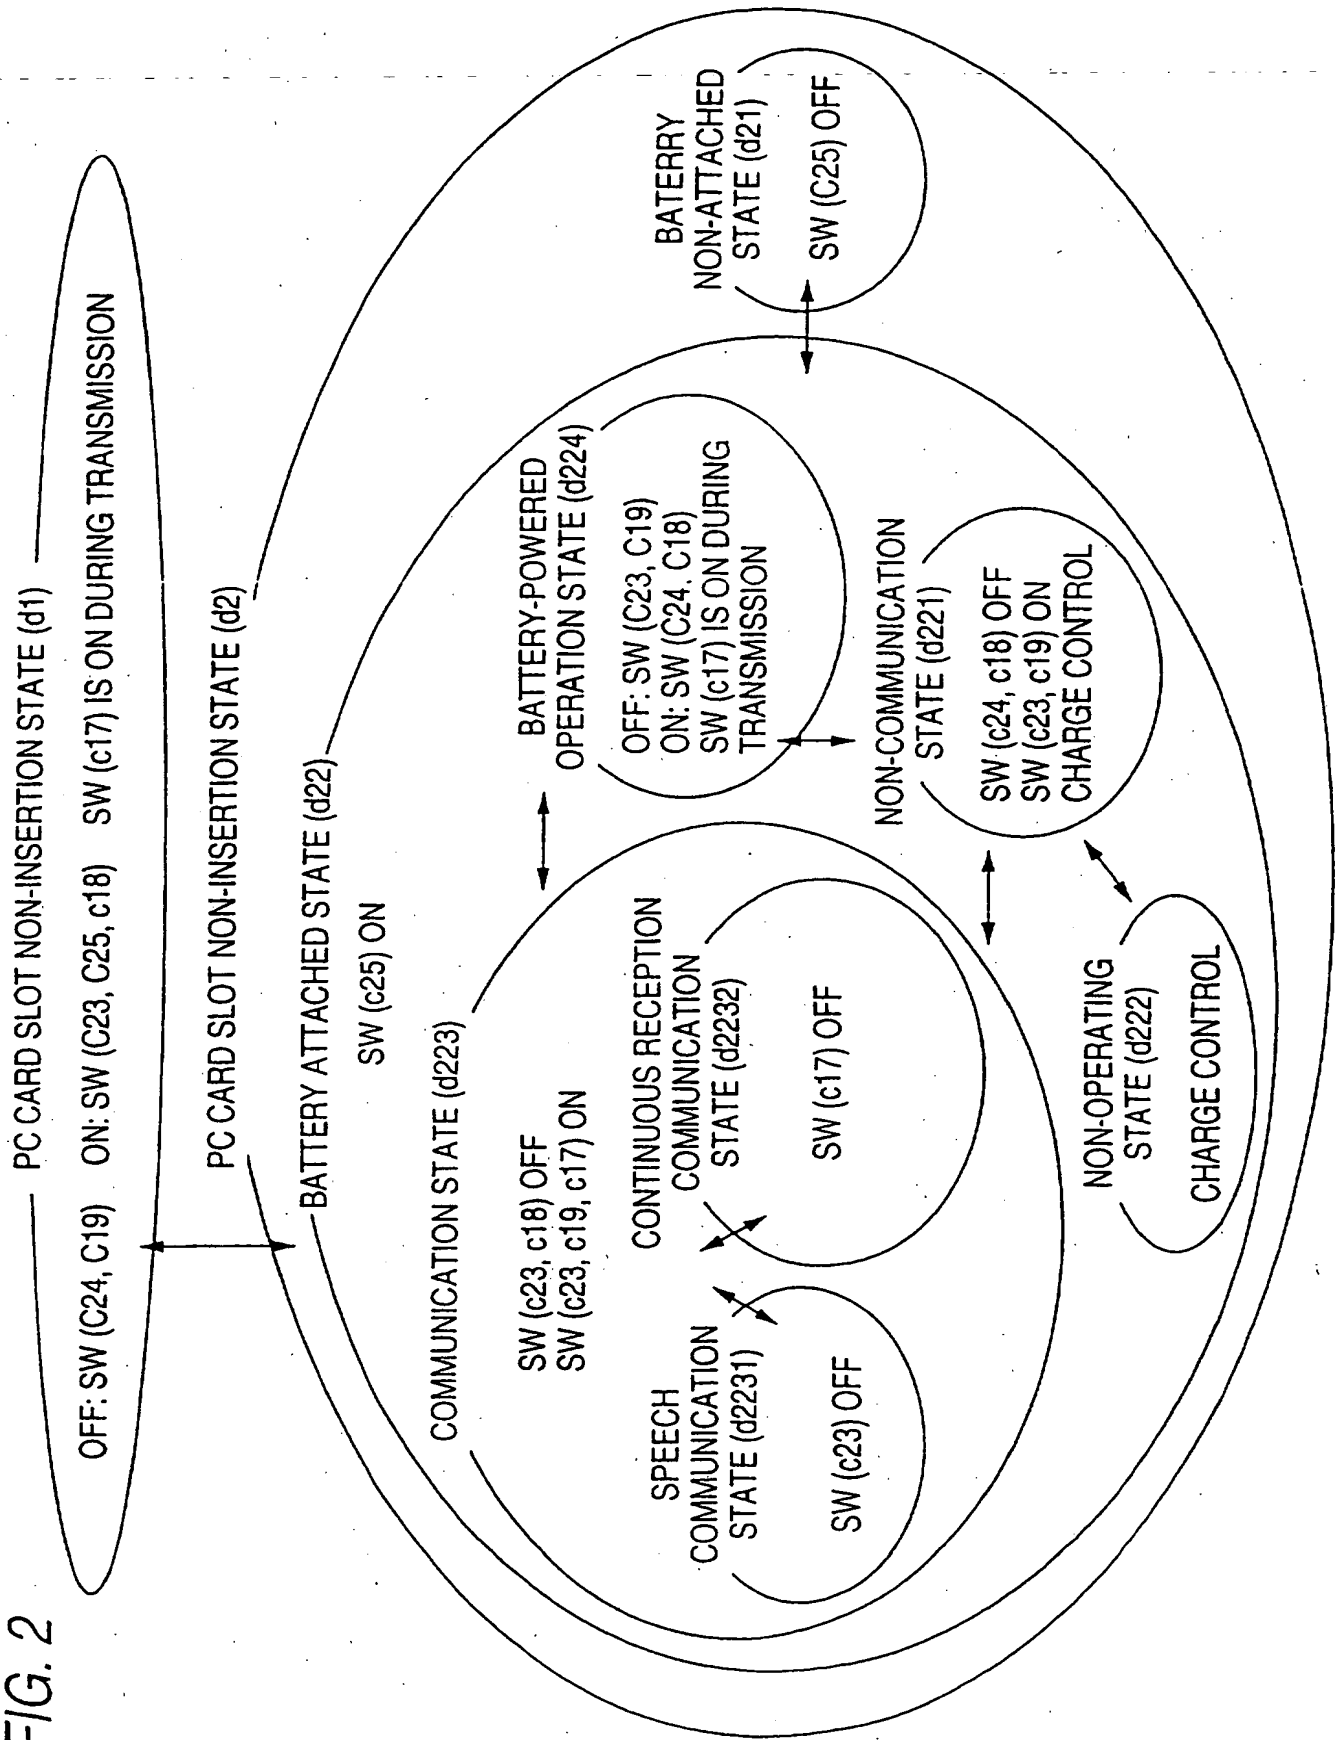 FIG. 2
PC CARD SLOT NON-INSERTION STATE (d1)
OFF: SW (C24, C19) ON: SW (C23, C25, c18) SW (c17) IS ON DURING TRANSMISSION
PC CARD SLOT NON-INSERTION STATE (d2)
BATTERY ATTACHED STATE (d22)
SW (c25) ON
COMMUNICATION STATE (d223)
SW (c23, c18) OFF
SW (c23, c19, c17) ON
SPEECH
COMMUNICATION
STATE (d2231)
SW (c23) OFF
CONTINUOUS RECEPTION
COMMUNICATION
STATE (d2232)
SW (c17) OFF
BATTERY-POWERED
OPERATION STATE (d224)
OFF: SW (C23, C19)
ON: SW (C24. C18)
SW (c17) IS ON DURING
TRANSMISSION
NON-COMMUNICATION
STATE (d221)
SW (c24, c18) OFF
SW (c23, c19) ON
CHARGE CONTROL
NON-OPERATING
STATE (d222)
CHARGE CONTROL
BATERRY
NON-ATTACHED
STATE (d21)
SW (C25) OFF